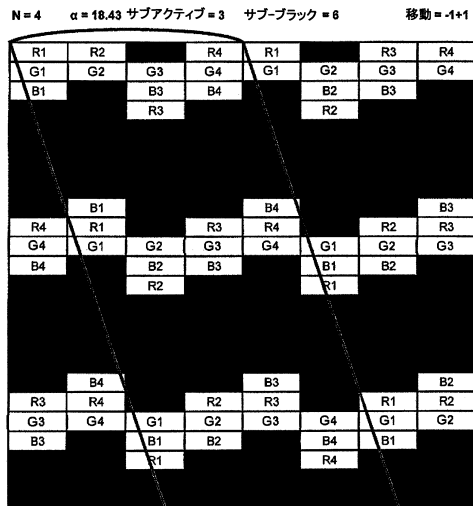 N = 4 α = 18.43 サブアクティブ = 3 サブ-ブラック = 6 移動 = -1+1
R1 R2 R4 R1 R3 R4
G1 G2 G3 G4 G1 G2 G3 G4
B1 B3 B4 B2 B3
R3 R2
B1 B4 B3
R4 R1 R3 R4 R2 R3
G4 G1 G2 G3 G4 G1 G2 G3
B4 B2 B3 B1 B2
R2 R1
B4 B3 B2
R3 R4 R2 R3 R1 R2
G3 G4 G1 G2 G3 G4 G1 G2
B3 B1 B2 B4 B1
R1 R4